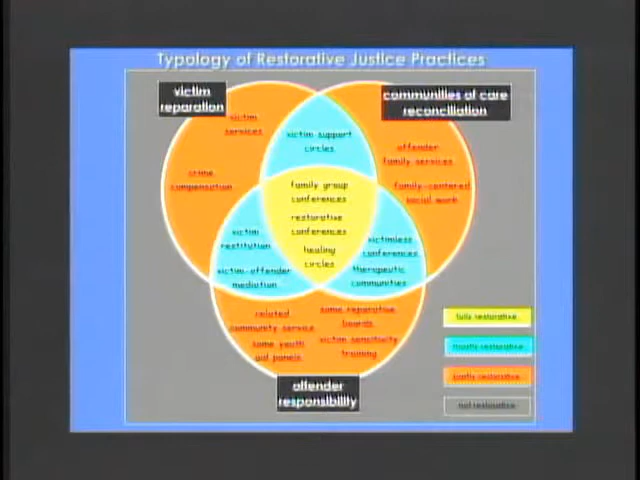 Typology of Restorative Justice Practices
victim
reparation
communities of care
reconciliation
victim
services
victim support
circles
offender
family services
crime
compensation
family group
conferences
family-centered
social work
restorative
conferences
victim
restitution
victimless
conferences
healing
circles
victim-offender
mediation
therapeutic
communities
related
community service
some reparative
boards
some youth
aid panels
victim sensitivity
training
offender
responsibility
fully restorative
mostly restorative
partly restorative
not restorative